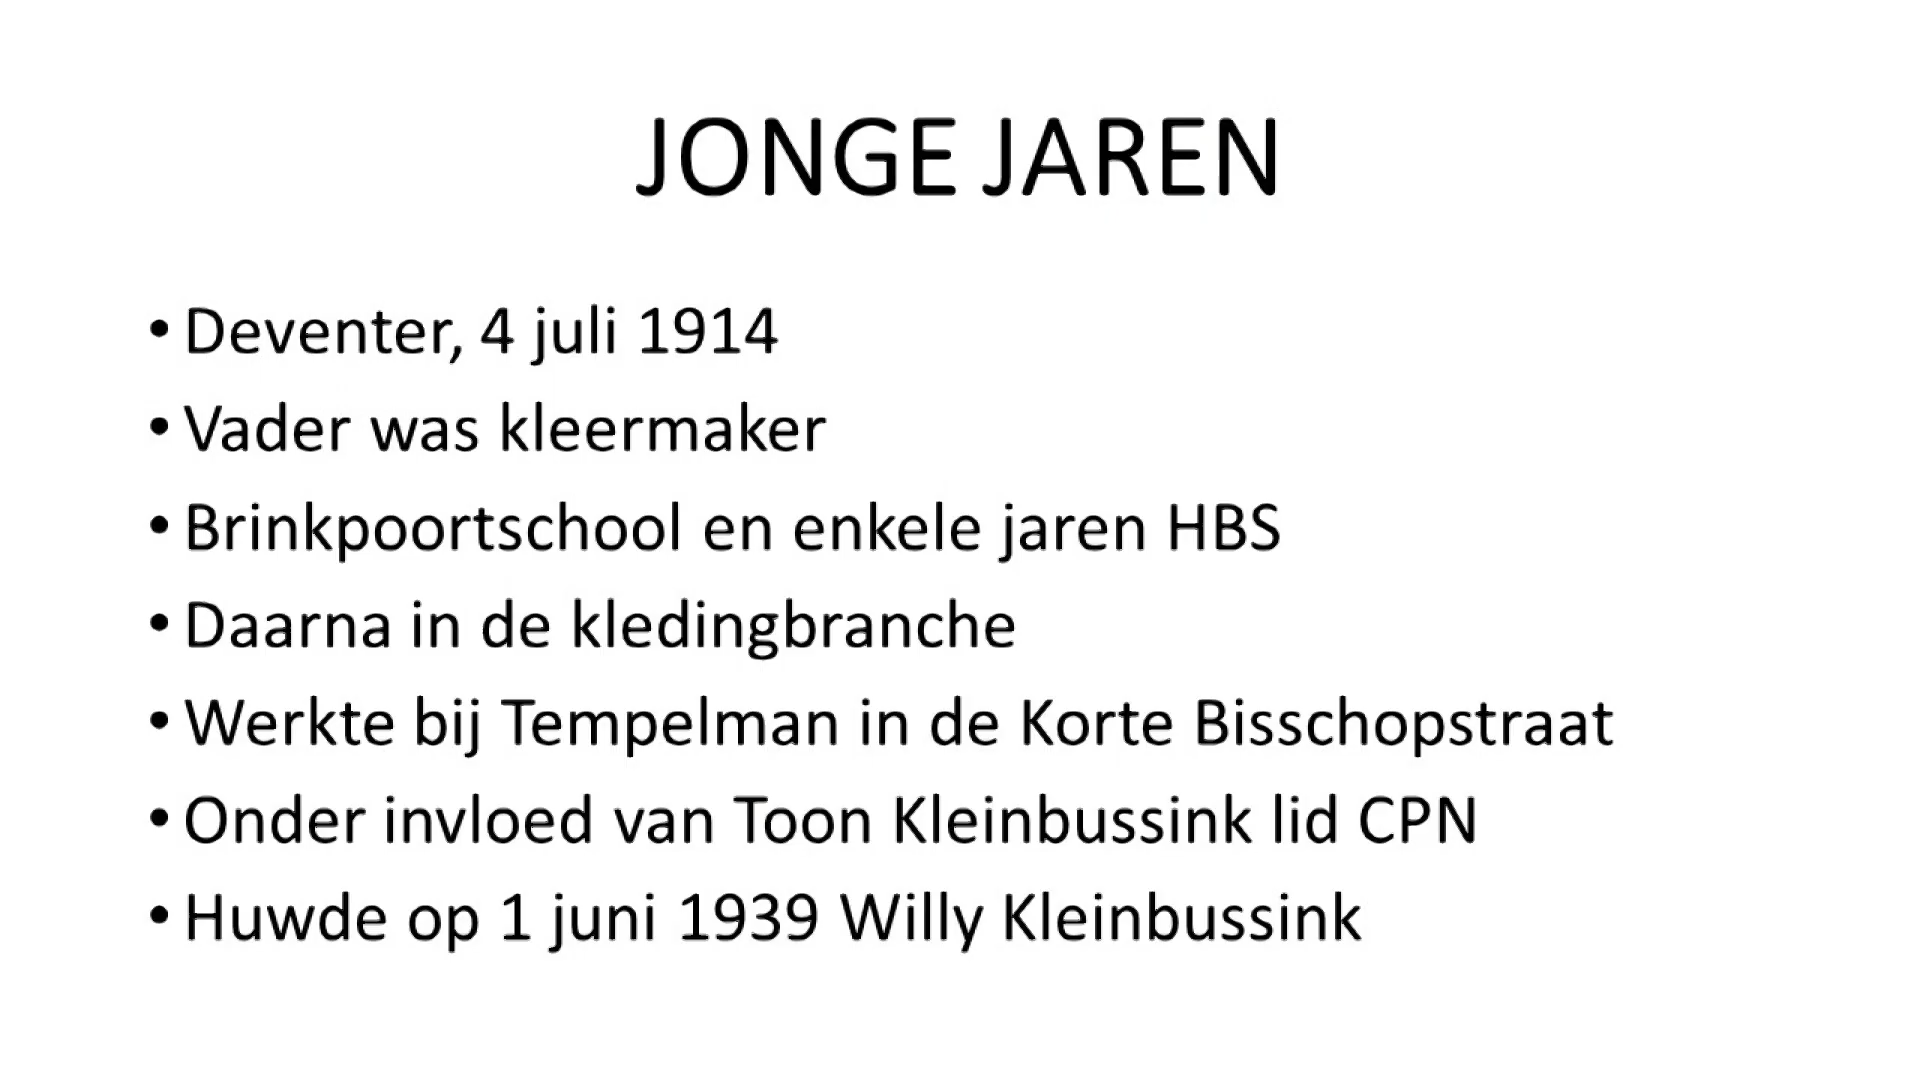 JONGE JAREN
• Deventer, 4 juli 1914
• Vader was kleermaker
• Brinkpoortschool en enkele jaren HBS
• Daarna in de kledingbranche
• Werkte bij Tempelman in de Korte Bisschopstraat
• Onder invloed van Toon Kleinbussink lid CPN
• Huwde op 1 juni 1939 Willy Kleinbussink